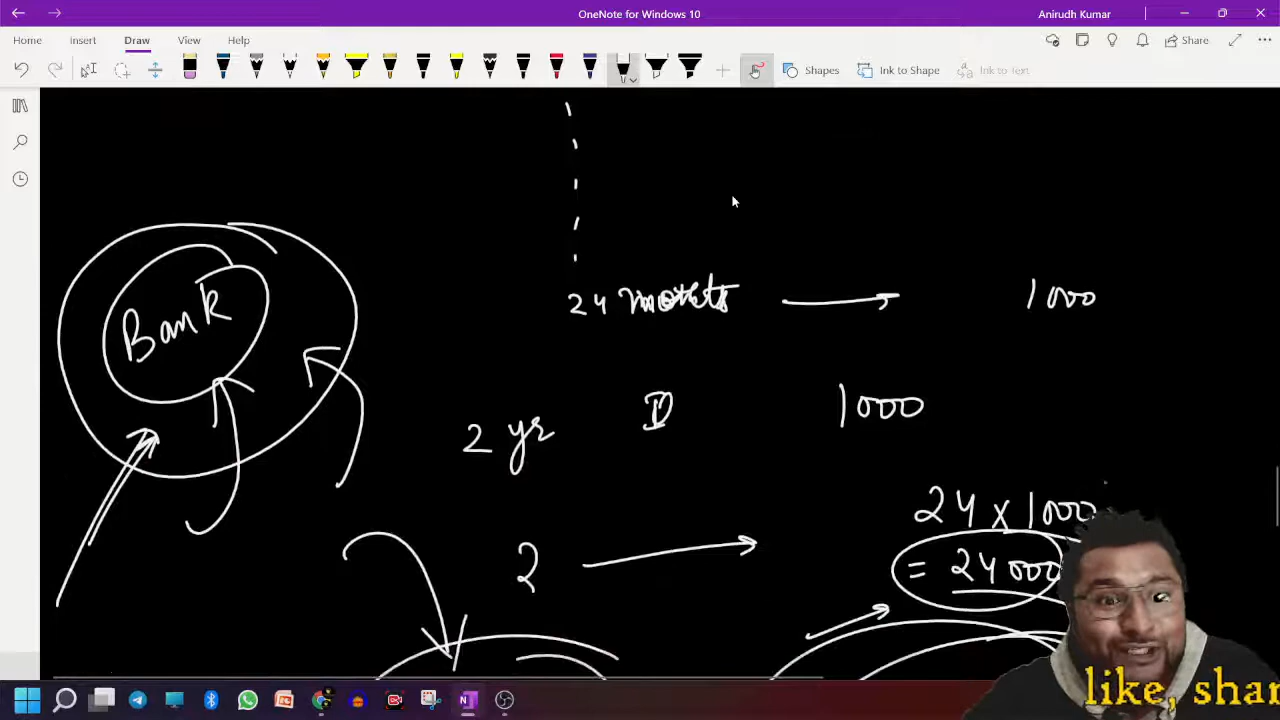 OneNote for Windows 10
Anirudh Kumar
Home Insert Draw View Help
Share
Shapes
Ink to Shape
Ink to Text
24 1000
Bank
2 yr 1000
24 x 1000
2
= 24000
like, shar